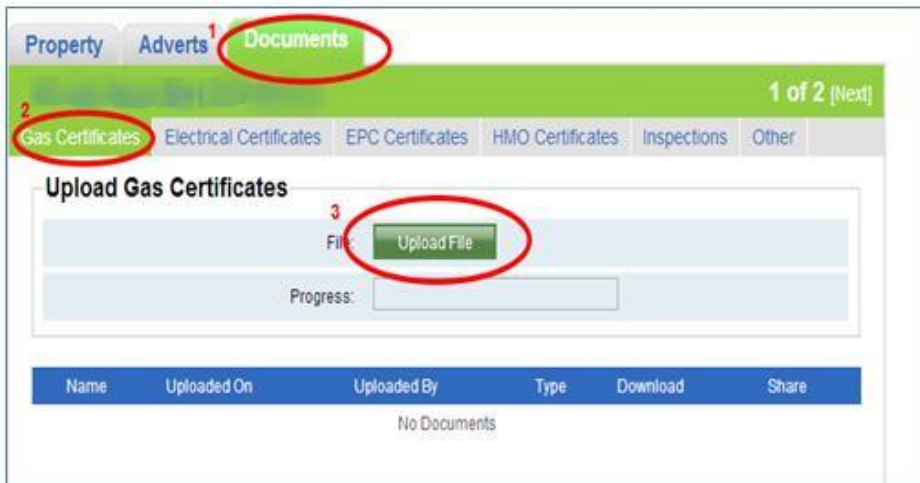 Property Adverts 1 Documents
1 of 2 [Next]
2
Gas Certificates Electrical Certificates EPC Certificates HMO Certificates Inspections Other
Upload Gas Certificates
3
File: Upload File
Progress:
Name Uploaded On Uploaded By Type Download Share
No Documents